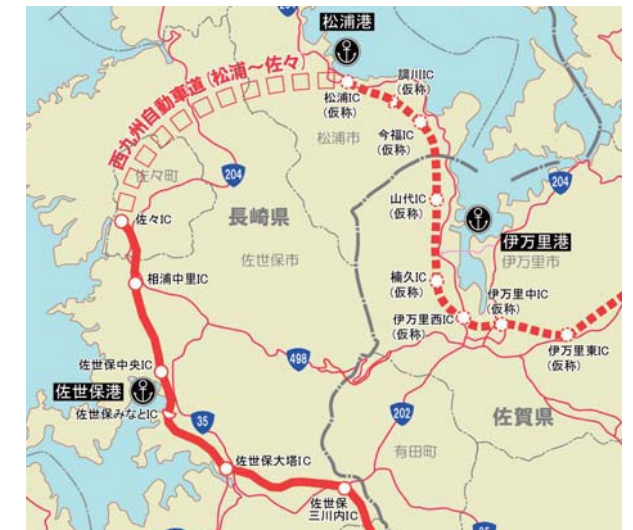 松浦港
調川IC
(仮称)
松浦IC
(仮称)
今福IC
(仮称)
松浦市
西九州自動車道(松浦～佐々)
佐々町
204
204
山代IC
(仮称)
長崎県
佐々IC
伊万里港
伊万里市
佐世保市
相浦中里IC
楠久IC
(仮称)
伊万里中IC
(仮称)
伊万里西IC
(仮称)
伊万里東IC
(仮称)
498
佐世保中央IC
佐世保港
佐世保みなとIC
35
202
佐賀県
有田町
佐世保大塔IC
佐世保
三川内IC
35